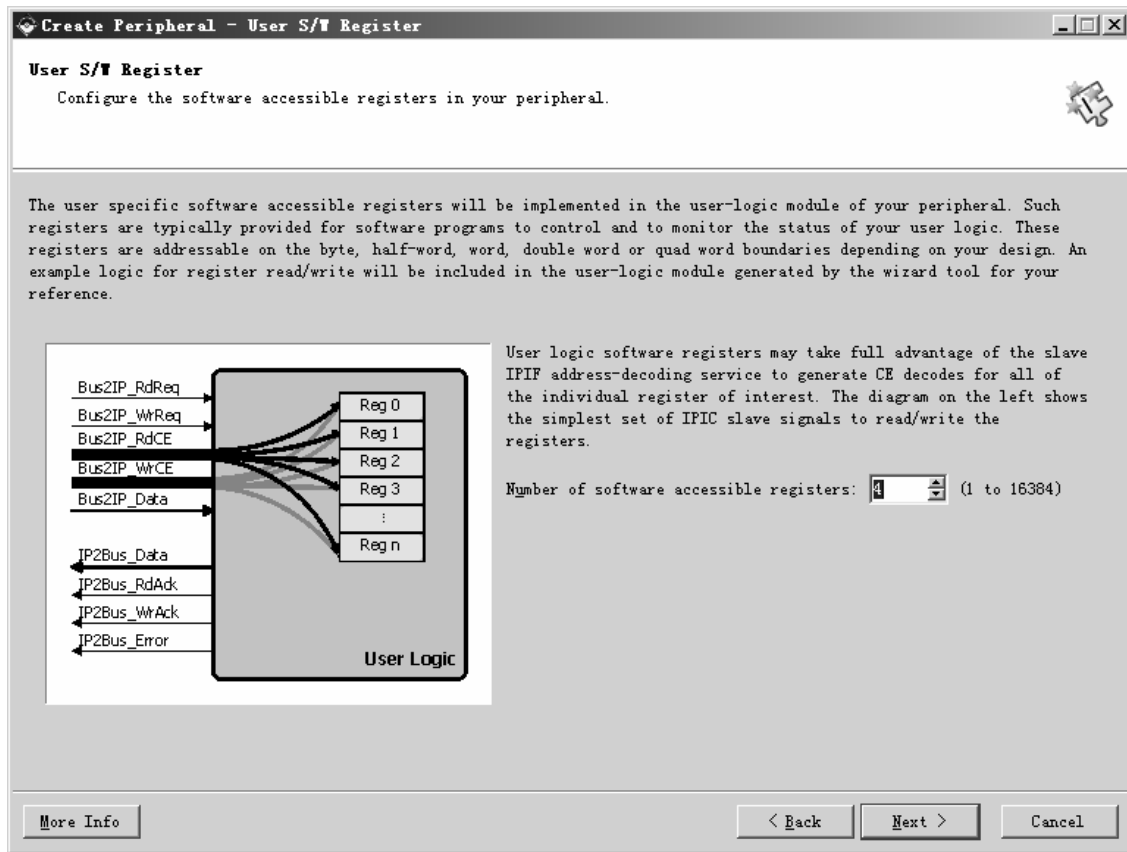 Create Peripheral - User S/W Register
User S/W Register
Configure the software accessible registers in your peripheral.
The user specific software accessible registers will be implemented in the user-logic module of your peripheral. Such
registers are typically provided for software programs to control and to monitor the status of your user logic. These
registers are addressable on the byte, half-word, word, double word or quad word boundaries depending on your design. An
example logic for register read/write will be included in the user-logic module generated by the wizard tool for your
reference.
Bus2IP_RdReq
Bus2IP_WrReq
Bus2IP_RdCE
Bus2IP_WrCE
Bus2IP_Data
IP2Bus_Data
IP2Bus_RdAck
IP2Bus_WrAck
IP2Bus_Error
Reg 0
Reg 1
Reg 2
Reg 3
⋮
Reg n
User Logic
User logic software registers may take full advantage of the slave
IPIF address-decoding service to generate CE decodes for all of
the individual register of interest. The diagram on the left shows
the simplest set of IPIC slave signals to read/write the
registers.
Number of software accessible registers: 4 (1 to 16384)
More Info
< Back
Next >
Cancel